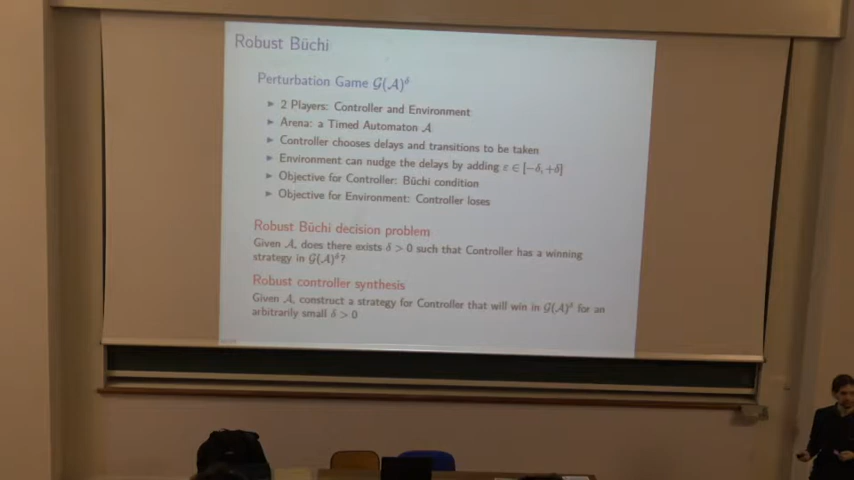 Robust Büchi
Perturbation Game 𝒢(𝒜)^δ
▶ 2 Players: Controller and Environment
▶ Arena: a Timed Automaton 𝒜
▶ Controller chooses delays and transitions to be taken
▶ Environment can nudge the delays by adding ε ∈ [−δ, +δ]
▶ Objective for Controller: Büchi condition
▶ Objective for Environment: Controller loses
Robust Büchi decision problem
Given 𝒜, does there exists δ > 0 such that Controller has a winning
strategy in 𝒢(𝒜)^δ?
Robust controller synthesis
Given 𝒜, construct a strategy for Controller that will win in 𝒢(𝒜)^δ for an
arbitrarily small δ > 0